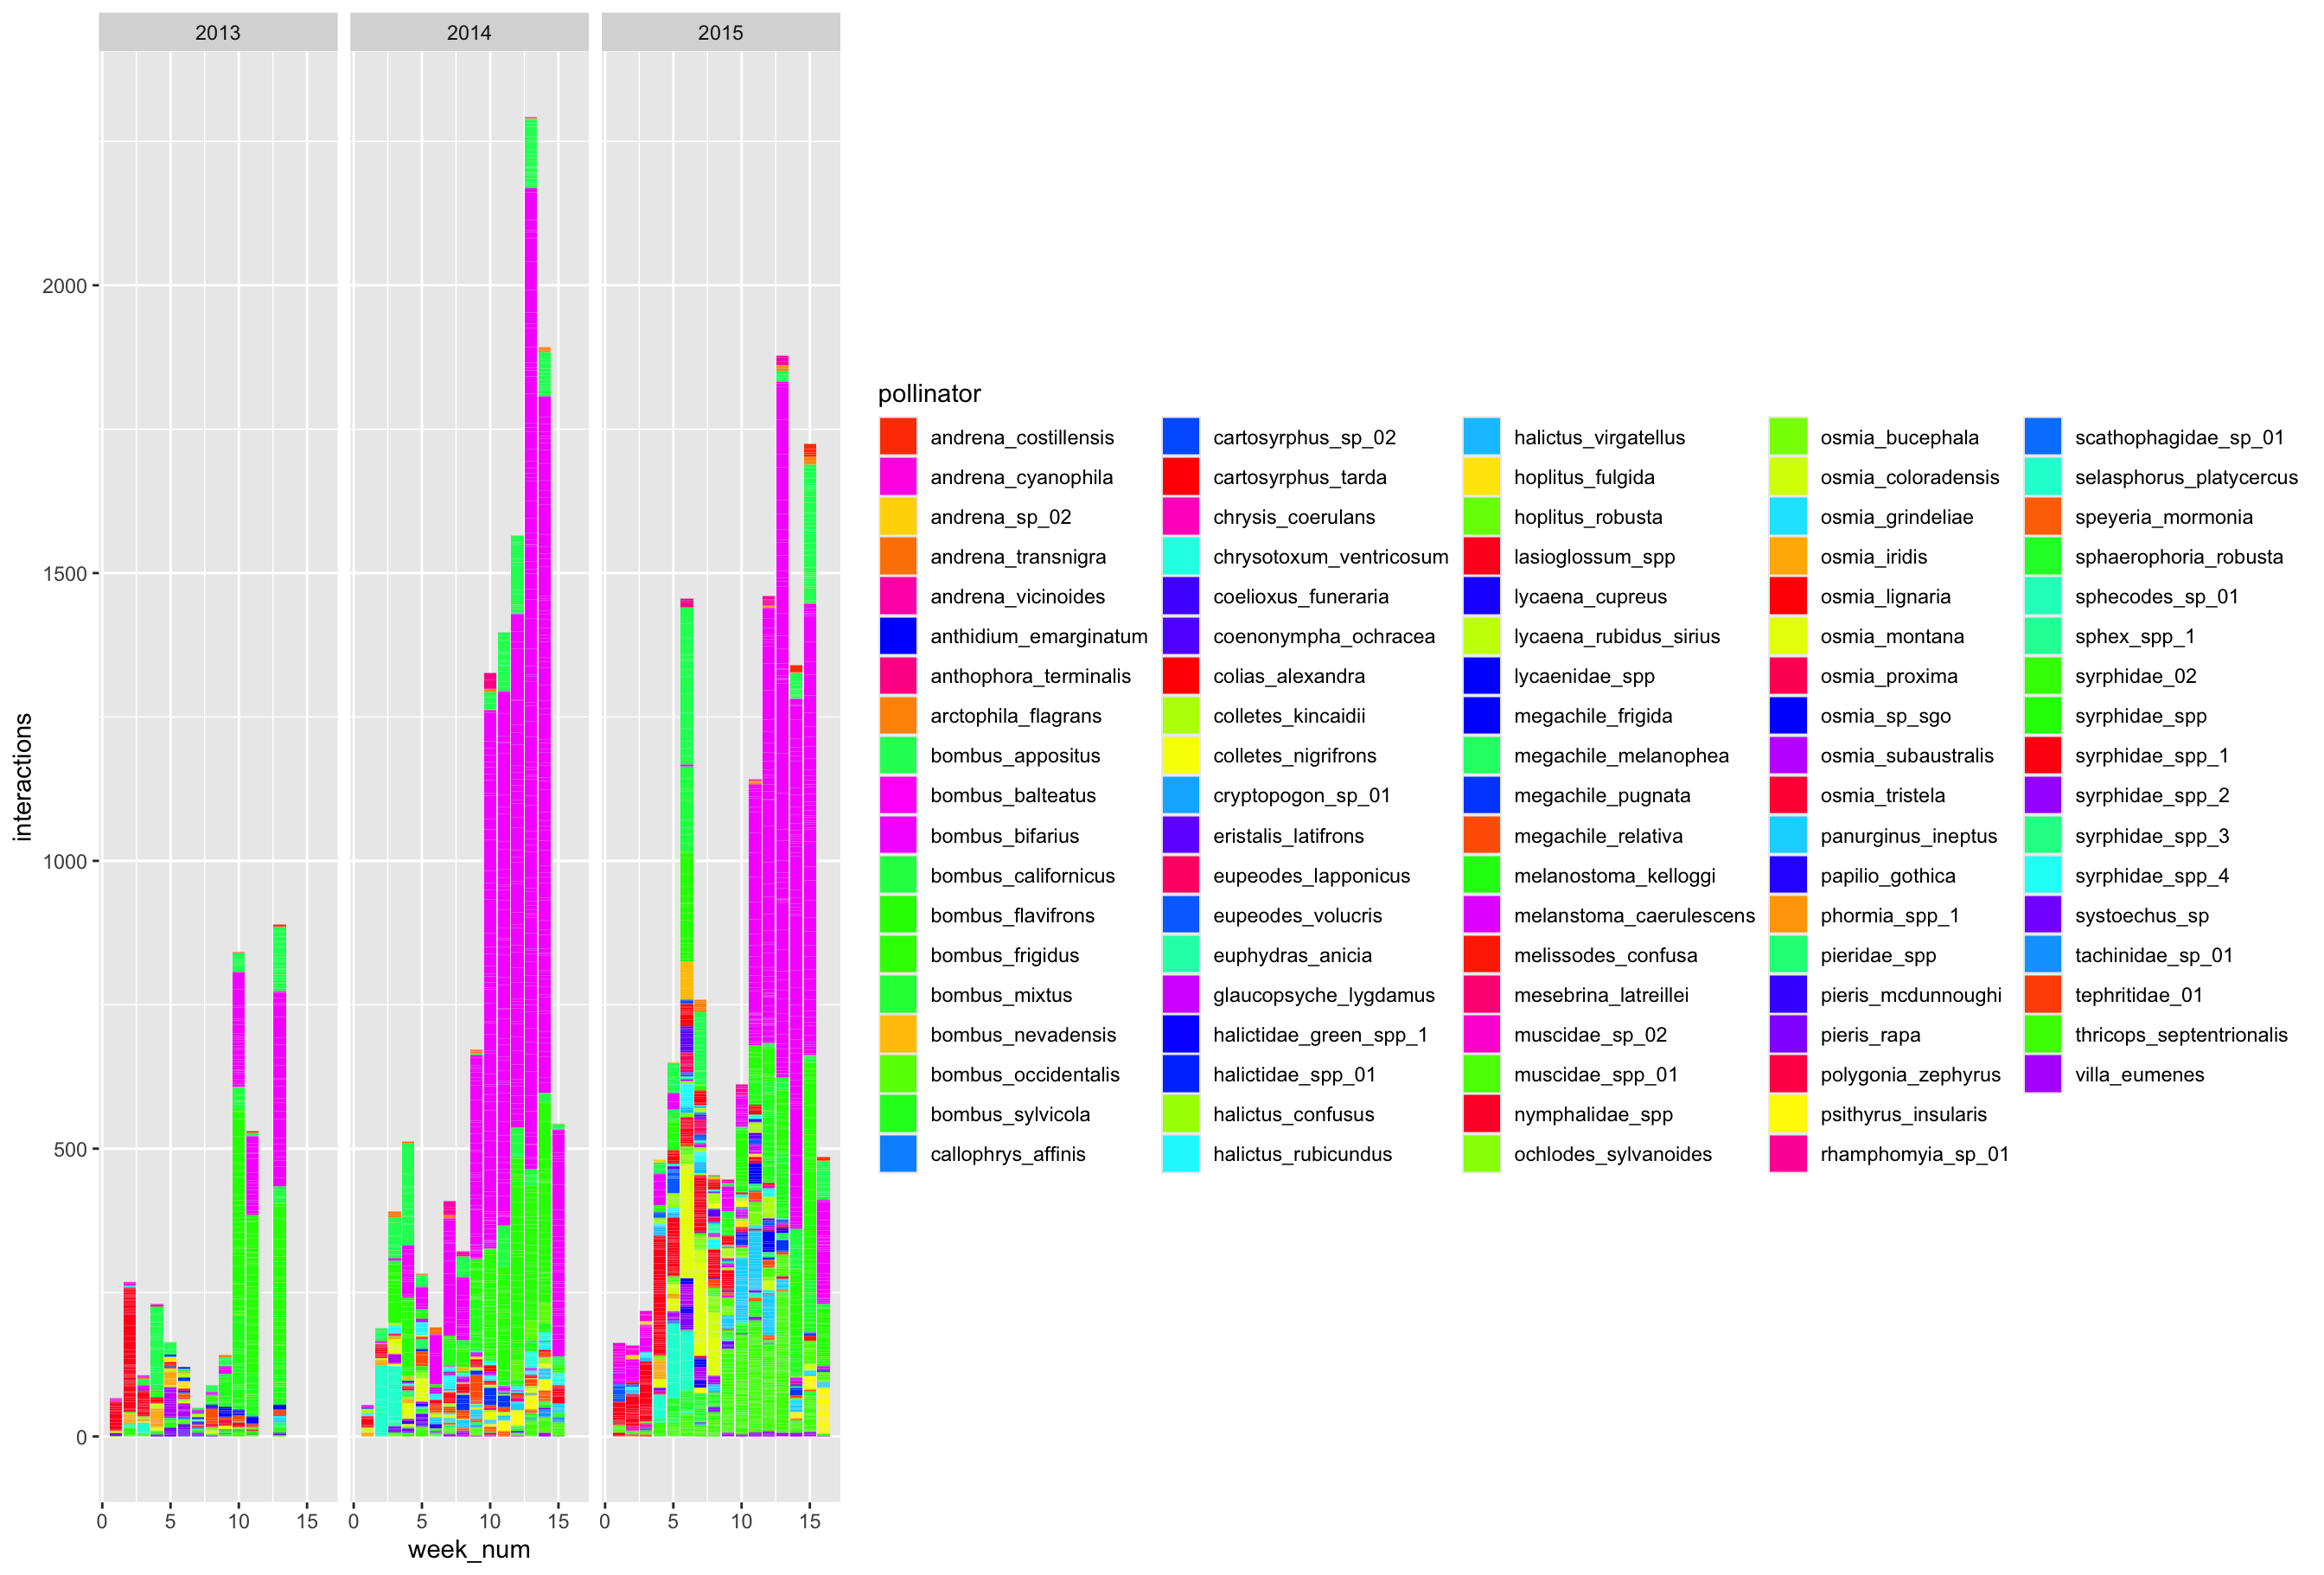 2013 2014 2015
2000
1500
1000
500
0
interactions
0 5 10 15 0 5 10 15 0 5 10 15
week_num
pollinator
andrena_costillensis
andrena_cyanophila
andrena_sp_02
andrena_transnigra
andrena_vicinoides
anthidium_emarginatum
anthophora_terminalis
arctophila_flagrans
bombus_appositus
bombus_balteatus
bombus_bifarius
bombus_californicus
bombus_flavifrons
bombus_frigidus
bombus_mixtus
bombus_nevadensis
bombus_occidentalis
bombus_sylvicola
callophrys_affinis
cartosyrphus_sp_02
cartosyrphus_tarda
chrysis_coerulans
chrysotoxum_ventricosum
coelioxus_funeraria
coenonympha_ochracea
colias_alexandra
colletes_kincaidii
colletes_nigrifrons
cryptopogon_sp_01
eristalis_latifrons
eupeodes_lapponicus
eupeodes_volucris
euphydras_anicia
glaucopsyche_lygdamus
halictidae_green_spp_1
halictidae_spp_01
halictus_confusus
halictus_rubicundus
halictus_virgatellus
hoplitus_fulgida
hoplitus_robusta
lasioglossum_spp
lycaena_cupreus
lycaena_rubidus_sirius
lycaenidae_spp
megachile_frigida
megachile_melanophea
megachile_pugnata
megachile_relativa
melanostoma_kelloggi
melanstoma_caerulescens
melissodes_confusa
mesebrina_latreillei
muscidae_sp_02
muscidae_spp_01
nymphalidae_spp
ochlodes_sylvanoides
osmia_bucephala
osmia_coloradensis
osmia_grindeliae
osmia_iridis
osmia_lignaria
osmia_montana
osmia_proxima
osmia_sp_sgo
osmia_subaustralis
osmia_tristela
panurginus_ineptus
papilio_gothica
phormia_spp_1
pieridae_spp
pieris_mcdunnoughi
pieris_rapa
polygonia_zephyrus
psithyrus_insularis
rhamphomyia_sp_01
scathophagidae_sp_01
selasphorus_platycercus
speyeria_mormonia
sphaerophoria_robusta
sphecodes_sp_01
sphex_spp_1
syrphidae_02
syrphidae_spp
syrphidae_spp_1
syrphidae_spp_2
syrphidae_spp_3
syrphidae_spp_4
systoechus_sp
tachinidae_sp_01
tephritidae_01
thricops_septentrionalis
villa_eumenes